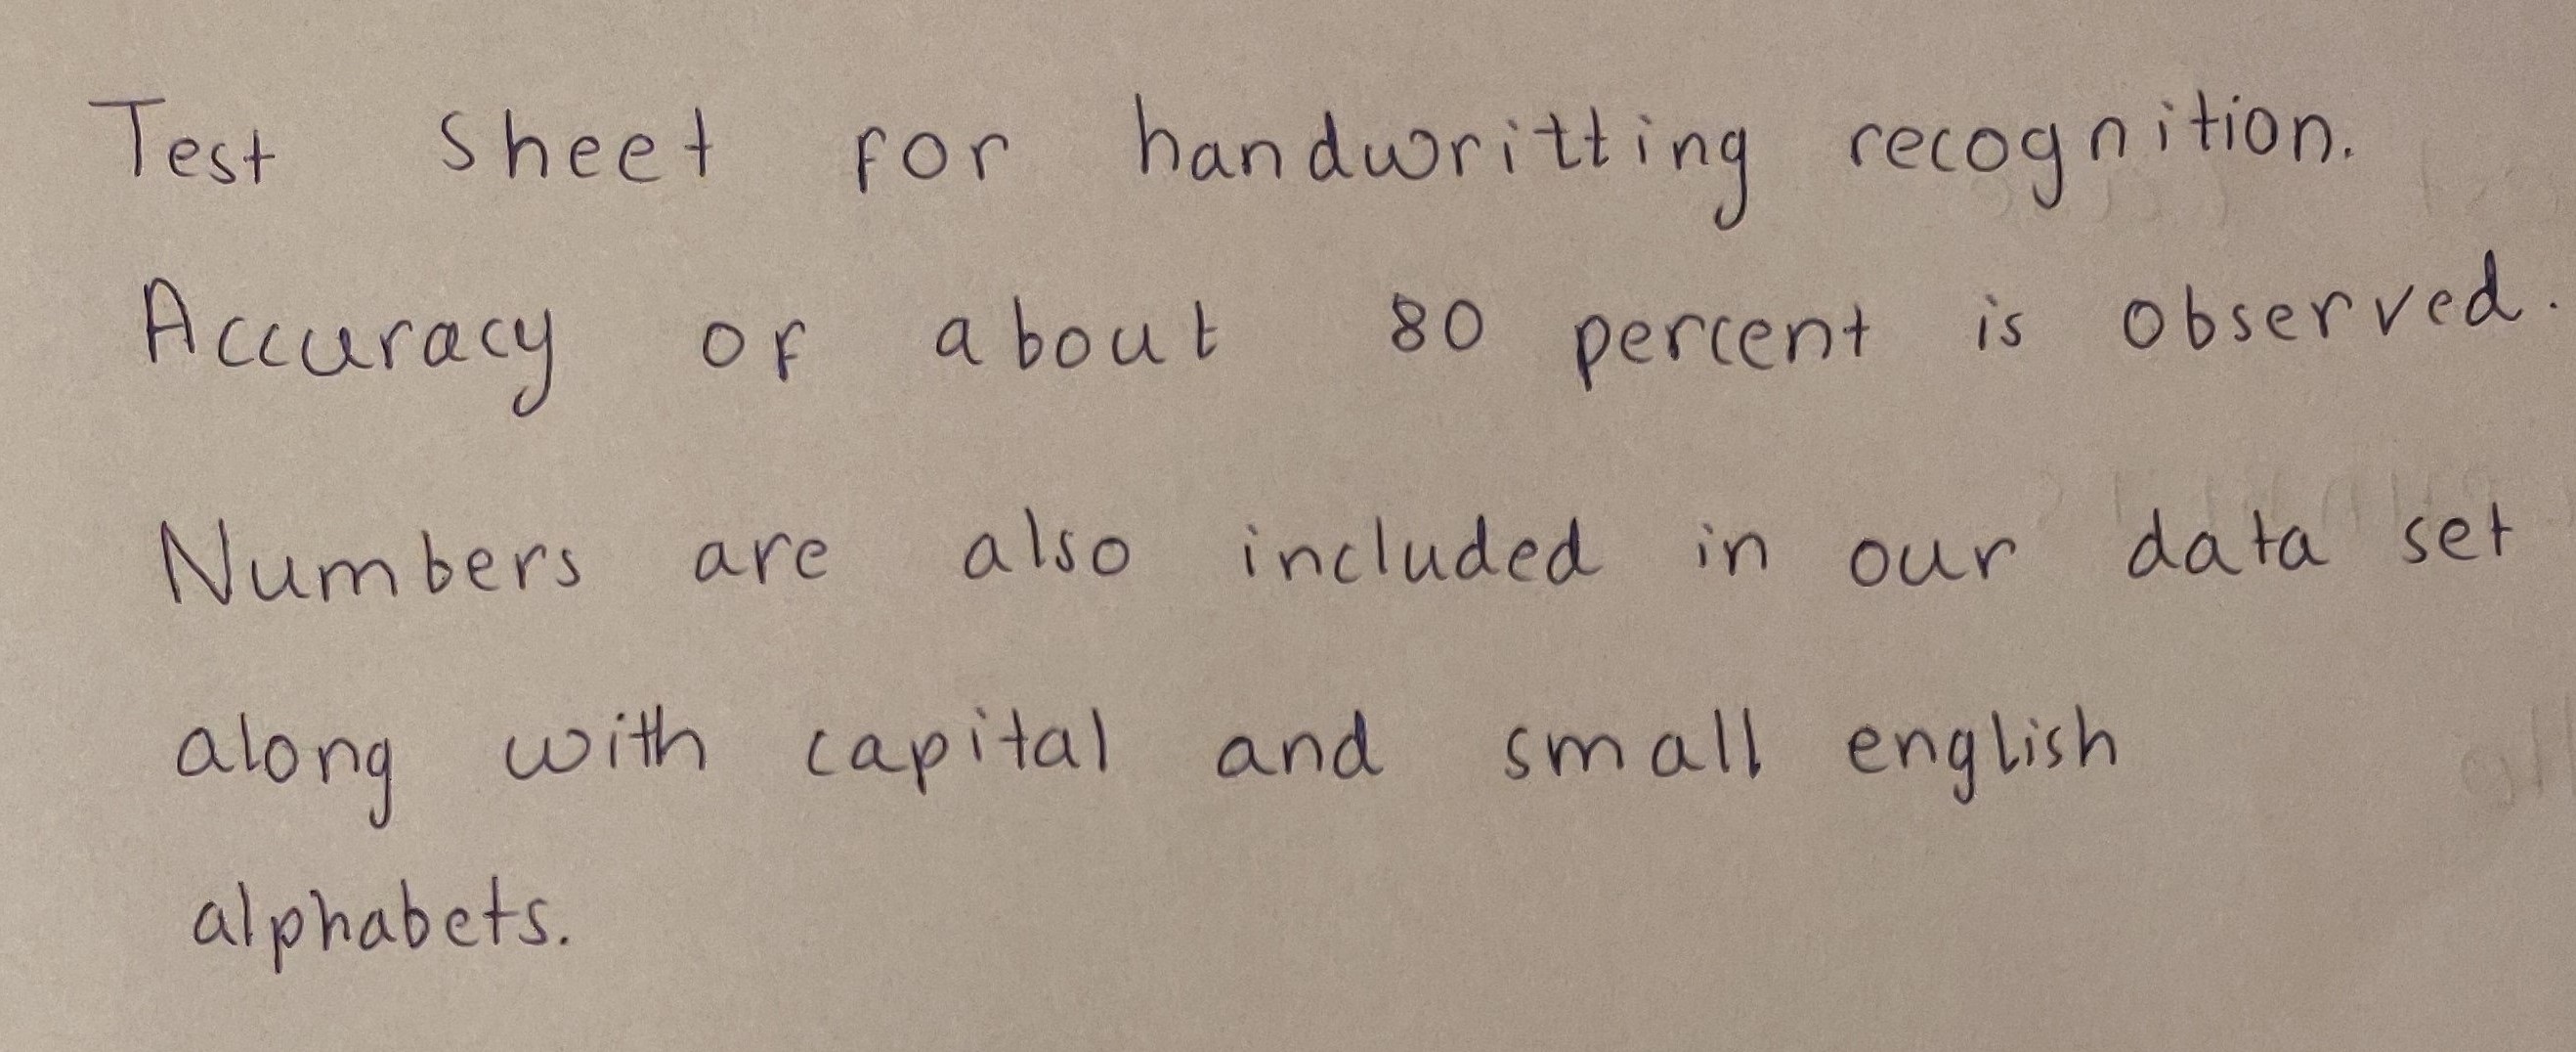 Test sheet for handwritting recognition.
Accuracy of about 80 percent is observed.
Numbers are also included in our data set
along with capital and small english
alphabets.